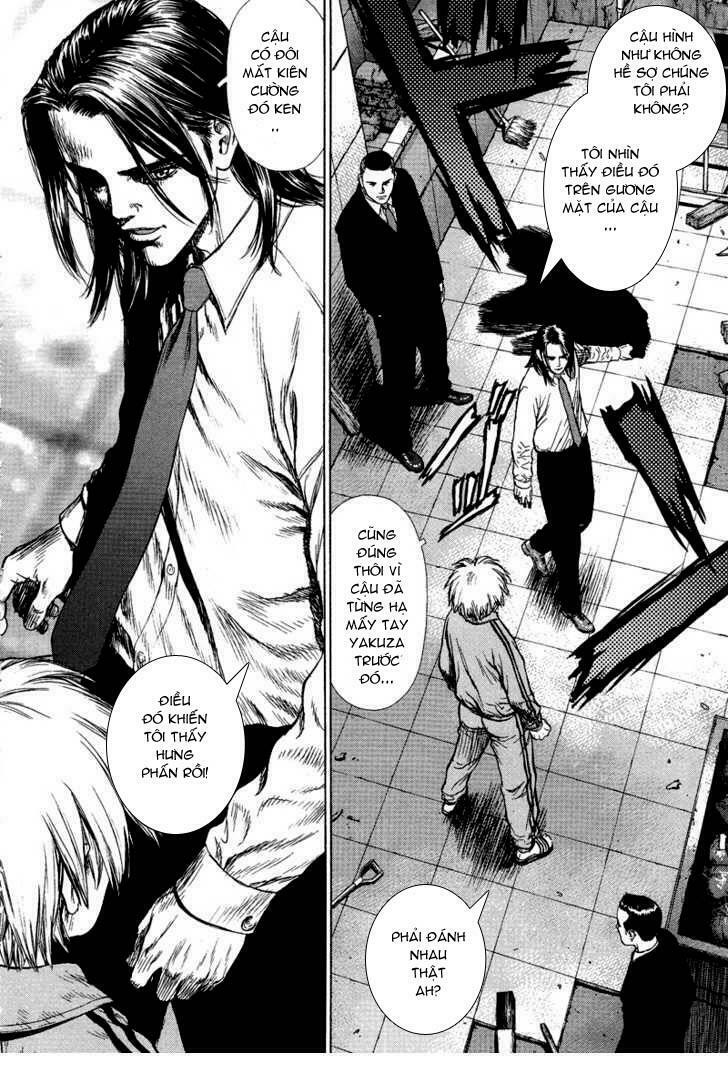 CẬU HÌNH
NHƯ KHÔNG
HỀ SỢ CHÚNG
TÔI PHẢI
KHÔNG?
TÔI NHÌN
THẤY ĐIỀU ĐÓ
TRÊN GƯƠNG
MẶT CỦA CẬU
...
CŨNG
ĐÚNG
THÔI VÌ
CẬU ĐÃ
TỪNG HẠ
MẤY TAY
YAKUZA
TRƯỚC
ĐÓ...
PHẢI ĐÁNH
NHAU
THẬT
AH?
CẬU
CÓ ĐÔI
MẮT KIÊN
CƯỜNG
ĐÓ KEN
..
ĐIỀU
ĐÓ KHIẾN
TÔI THẤY
HƯNG
PHẤN RỒI!